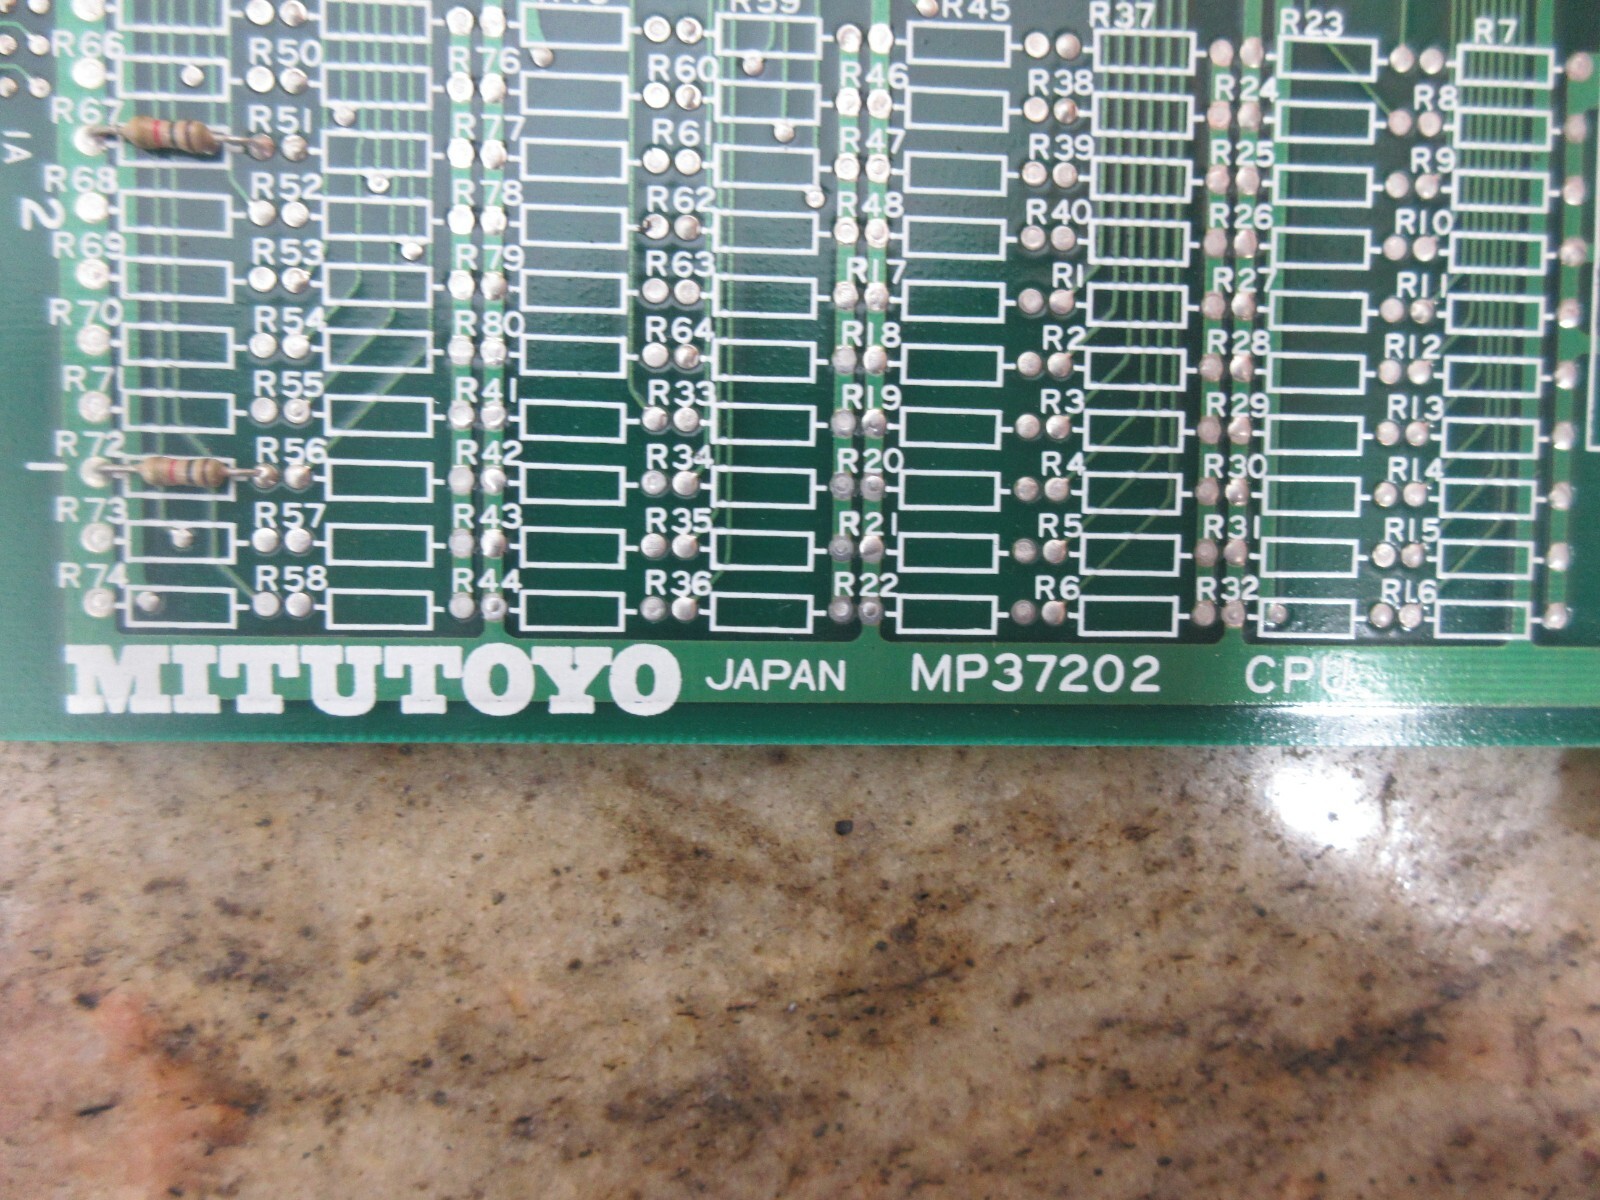 R59 R45 R37 R23 R7
R66 R50 R76 R60 R46 R38 R24 R8
R67 R51 R77 R61 R47 R39 R25 R9
1A
R68 R52 R78 R62 R48 R40 R26 R10
2
R69 R53 R79 R63 R17 R1 R27 R11
R70 R54 R80 R64 R18 R2 R28 R12
R71 R55 R41 R33 R19 R3 R29 R13
R72 R56 R42 R34 R20 R4 R30 R14
1
R73 R57 R43 R35 R21 R5 R31 R15
R74 R58 R44 R36 R22 R6 R32 R16
MITUTOYO JAPAN MP37202 CPU